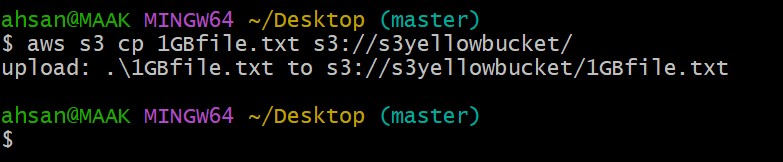 ahsan@MAAK MINGW64 ~/Desktop (master)
$ aws s3 cp 1GBfile.txt s3://s3yellowbucket/
upload: .\1GBfile.txt to s3://s3yellowbucket/1GBfile.txt
ahsan@MAAK MINGW64 ~/Desktop (master)
$